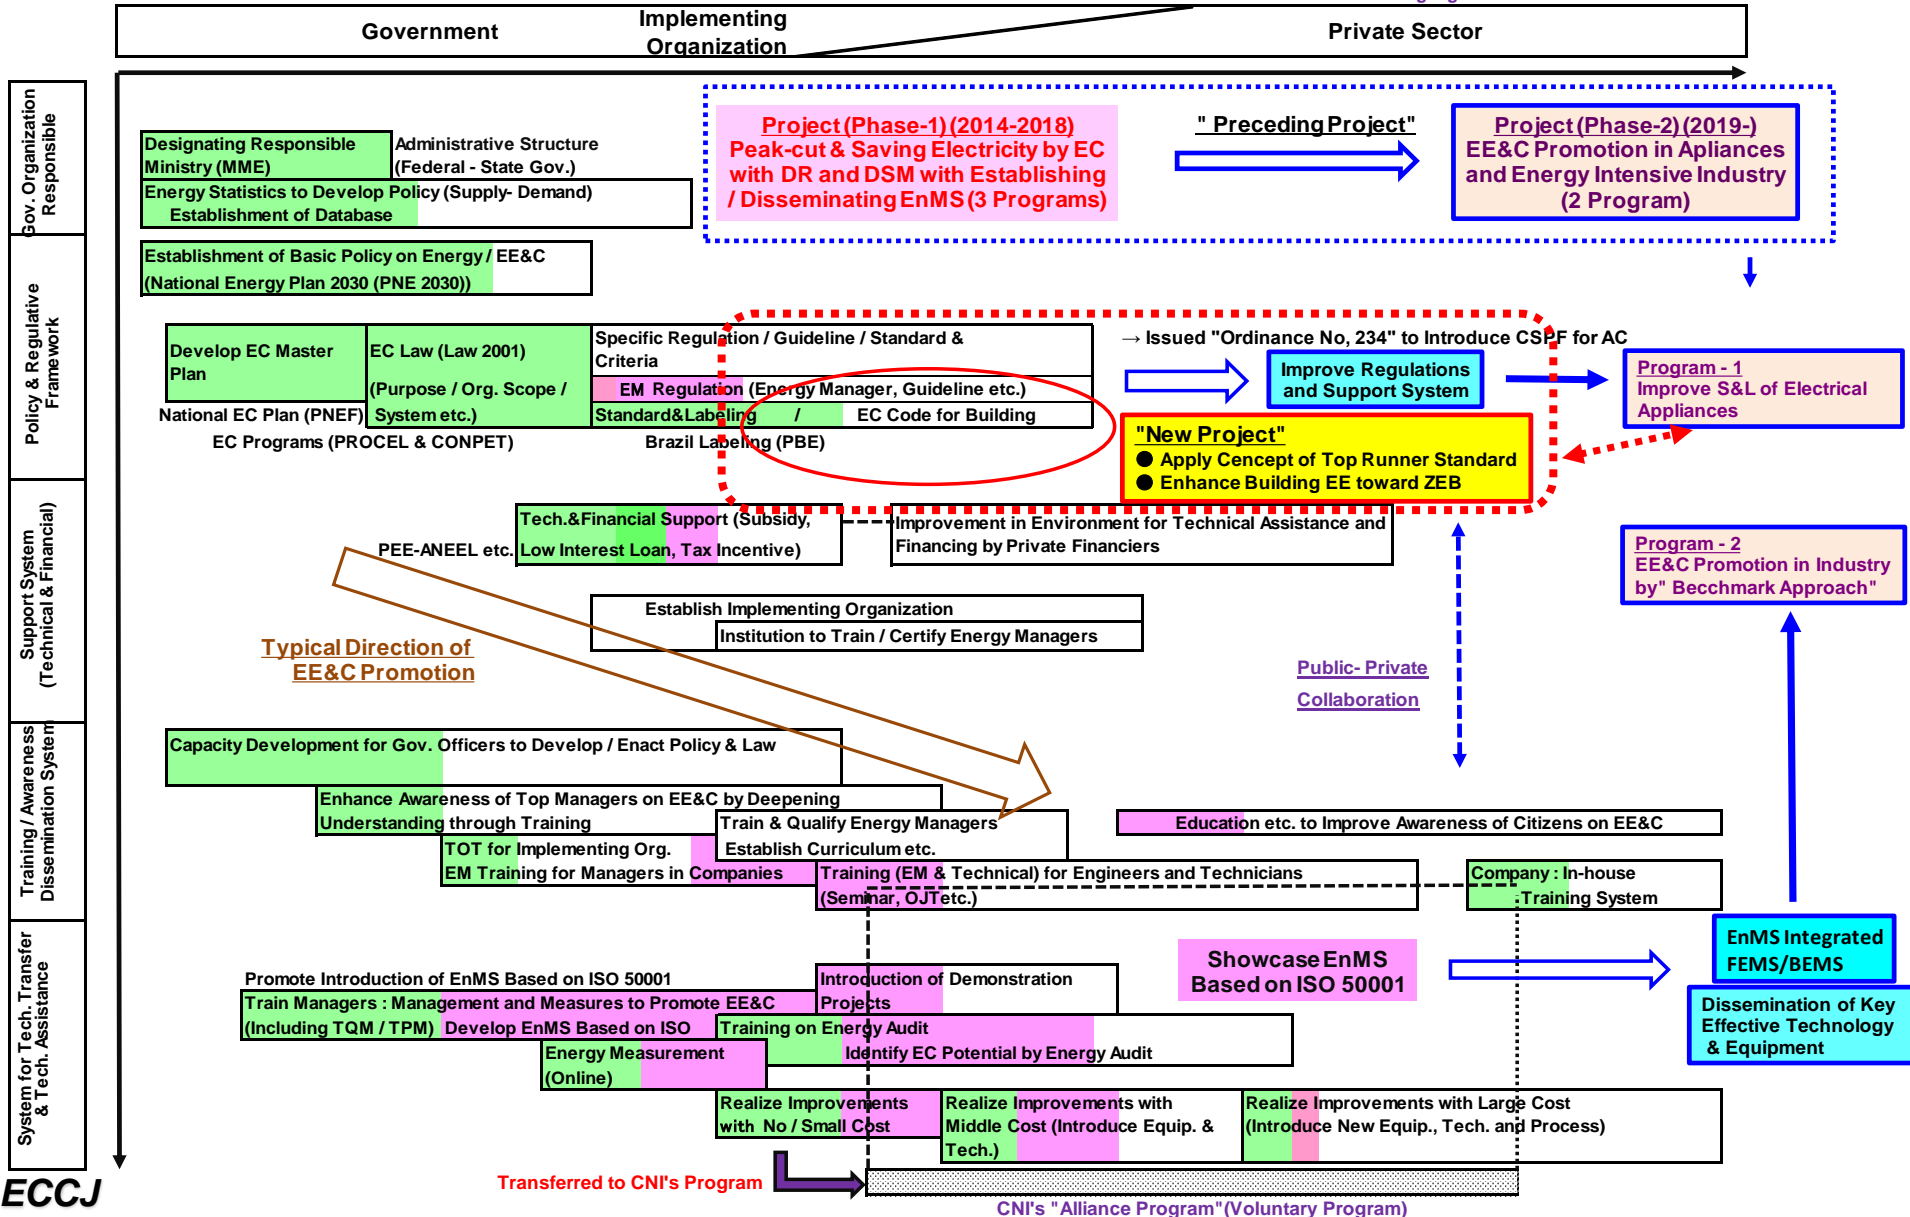 Government
Implementing
Organization
Private Sector
Gov. Organization
Responsible
Designating Responsible
Ministry (MME)
Administrative Structure
(Federal - State Gov.)
Energy Statistics to Develop Policy (Supply- Demand)
Establishment of Database
Project (Phase-1) (2014-2018)
Peak-cut & Saving Electricity by EC
with DR and DSM with Establishing
/ Disseminating EnMS (3 Programs)
" Preceding Project"
Project (Phase-2) (2019-)
EE&C Promotion in Apliances
and Energy Intensive Industry
(2 Program)
Policy & Regulative
Framework
Establishment of Basic Policy on Energy / EE&C
(National Energy Plan 2030 (PNE 2030))
Develop EC Master
Plan
EC Law (Law 2001)
(Purpose / Org. Scope /
System etc.)
Specific Regulation / Guideline / Standard &
Criteria
EM Regulation (Energy Manager, Guideline etc.)
Standard&Labeling / EC Code for Building
National EC Plan (PNEF)
EC Programs (PROCEL & CONPET)
Brazil Labeling (PBE)
→ Issued "Ordinance No, 234" to Introduce CSPF for AC
Improve Regulations
and Support System
Program - 1
Improve S&L of Electrical
Appliances
"New Project"
● Apply Cencept of Top Runner Standard
● Enhance Building EE toward ZEB
Support System
(Technical & Financial)
PEE-ANEEL etc.
Tech.&Financial Support (Subsidy,
Low Interest Loan, Tax Incentive)
Improvement in Environment for Technical Assistance and
Financing by Private Financiers
Program - 2
EE&C Promotion in Industry
by" Becchmark Approach"
Establish Implementing Organization
Institution to Train / Certify Energy Managers
Typical Direction of
EE&C Promotion
Public- Private
Collaboration
Training / Awareness
Dissemination System
Capacity Development for Gov. Officers to Develop / Enact Policy & Law
Enhance Awareness of Top Managers on EE&C by Deepening
Understanding through Training
Train & Qualify Energy Managers
Establish Curriculum etc.
Education etc. to Improve Awareness of Citizens on EE&C
TOT for Implementing Org.
EM Training for Managers in Companies
Training (EM & Technical) for Engineers and Technicians
(Seminar, OJTetc.)
Company : In-house
Training System
System for Tech. Transfer
& Tech. Assistance
Promote Introduction of EnMS Based on ISO 50001
Introduction of Demonstration
Projects
Showcase EnMS
Based on ISO 50001
EnMS Integrated
FEMS/BEMS
Train Managers : Management and Measures to Promote EE&C
(Including TQM / TPM) Develop EnMS Based on ISO
Training on Energy Audit
Identify EC Potential by Energy Audit
Dissemination of Key
Effective Technology
& Equipment
Energy Measurement
(Online)
Realize Improvements
with No / Small Cost
Realize Improvements with
Middle Cost (Introduce Equip. &
Tech.)
Realize Improvements with Large Cost
(Introduce New Equip., Tech. and Process)
Transferred to CNI's Program
CNI's "Alliance Program"(Voluntary Program)
ECCJ